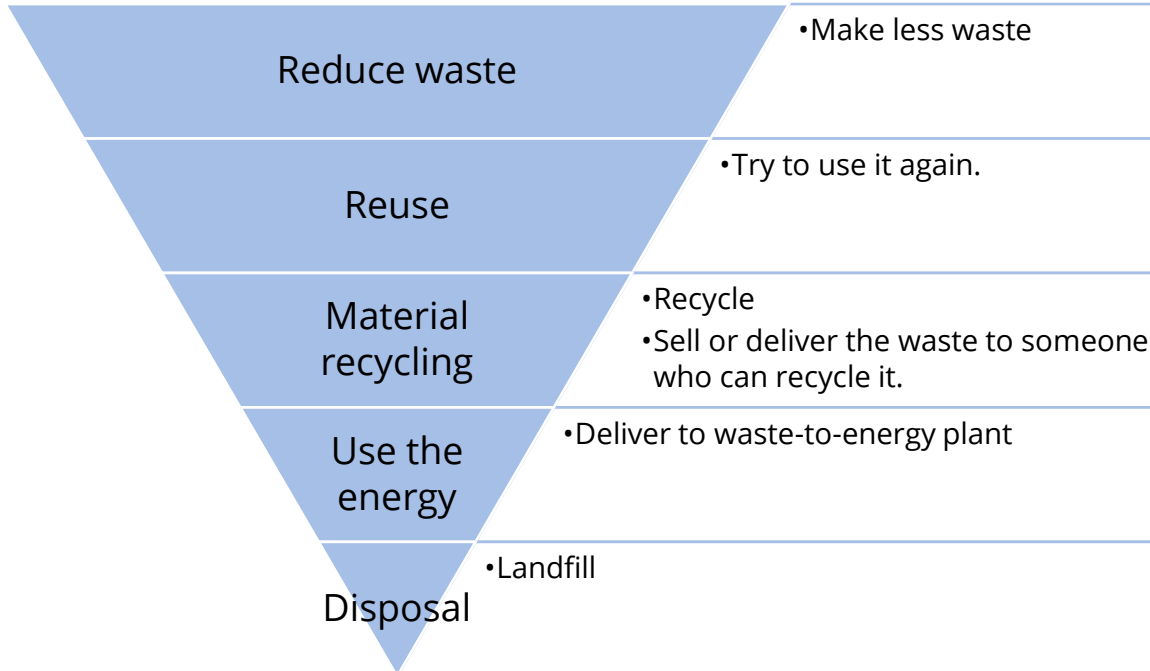 Reduce waste
•Make less waste
Reuse
•Try to use it again.
Material
recycling
•Recycle
•Sell or deliver the waste to someone
who can recycle it.
Use the
energy
•Deliver to waste-to-energy plant
Disposal
•Landfill